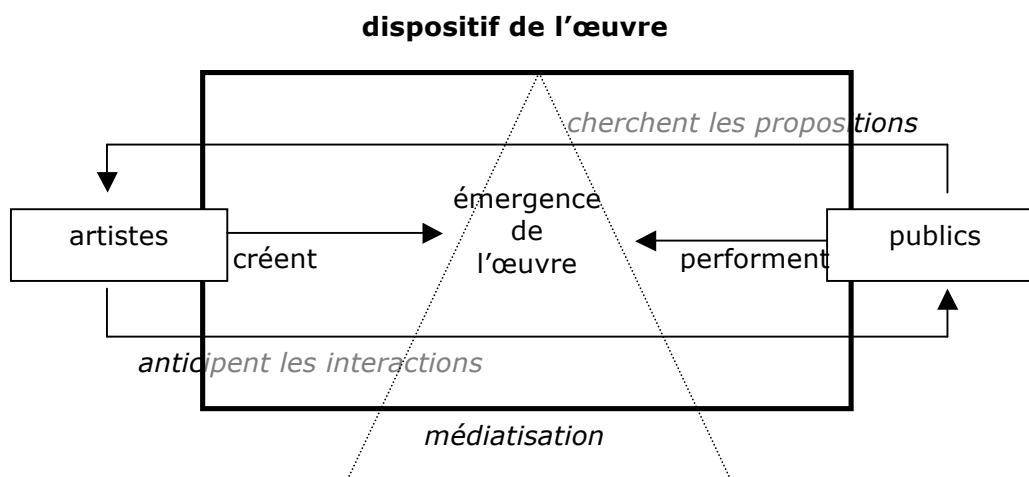 dispositif de l’œuvre
cherchent les propositions
artistes
créent
émergence
de
l’œuvre
performent
publics
anticipent les interactions
médiatisation